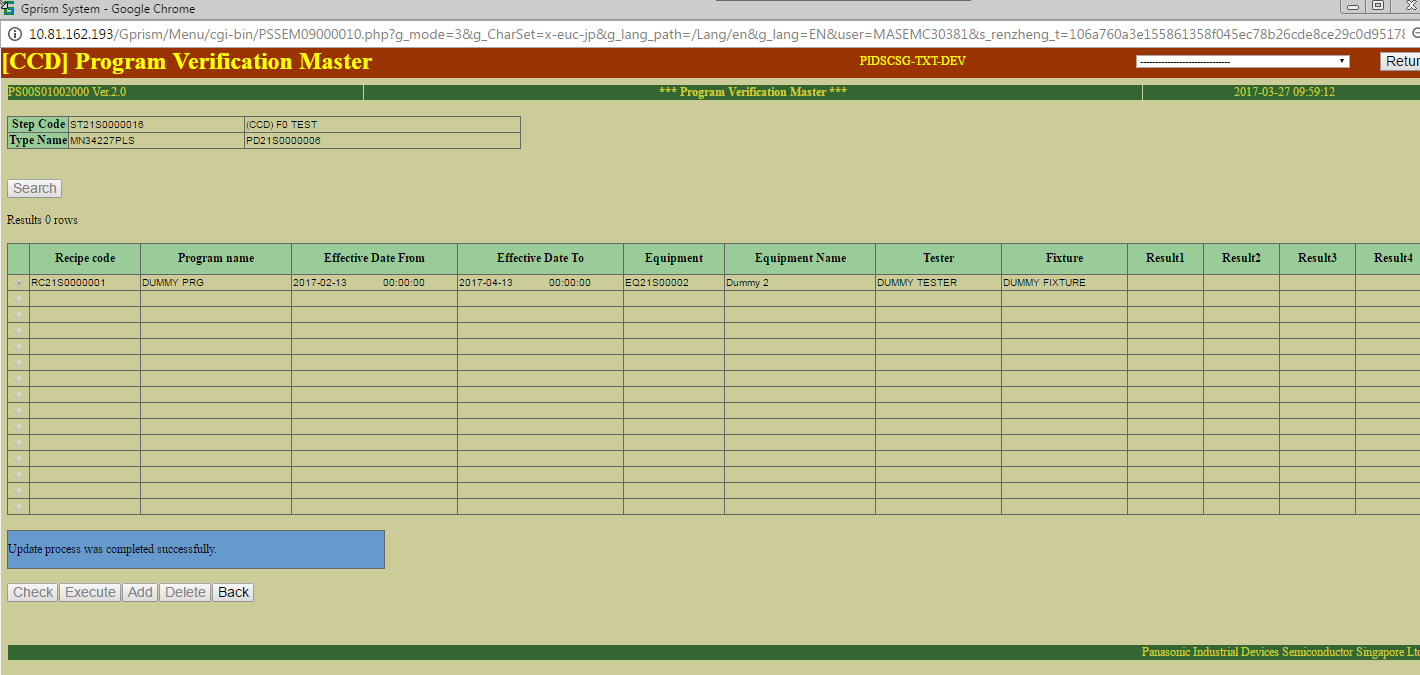 Gprism System - Google Chrome
10.81.162.193/Gprism/Menu/cgi-bin/PSSEM09000010.php?g_mode=3&g_CharSet=x-euc-jp&g_lang_path=/Lang/en&g_lang=EN&user=MASEMC30381&s_renzheng_t=106a760a3e155861358f045ec78b26cde8ce29c0d95178
[CCD] Program Verification Master PIDSCSG-TXT-DEV ------------------------------ Retur
PS00S01002000 Ver.2.0 *** Program Verification Master *** 2017-03-27 09:59:12
Step Code ST21S0000016 (CCD) F0 TEST
Type Name MN34227PLS PD21S0000006
Search
Results 0 rows
Recipe code Program name Effective Date From Effective Date To Equipment Equipment Name Tester Fixture Result1 Result2 Result3 Result4
RC21S0000001 DUMMY PRG 2017-02-13 00:00:00 2017-04-13 00:00:00 EQ21S00002 Dummy 2 DUMMY TESTER DUMMY FIXTURE
Update process was completed successfully.
Check Execute Add Delete Back
Panasonic Industrial Devices Semiconductor Singapore Ltd